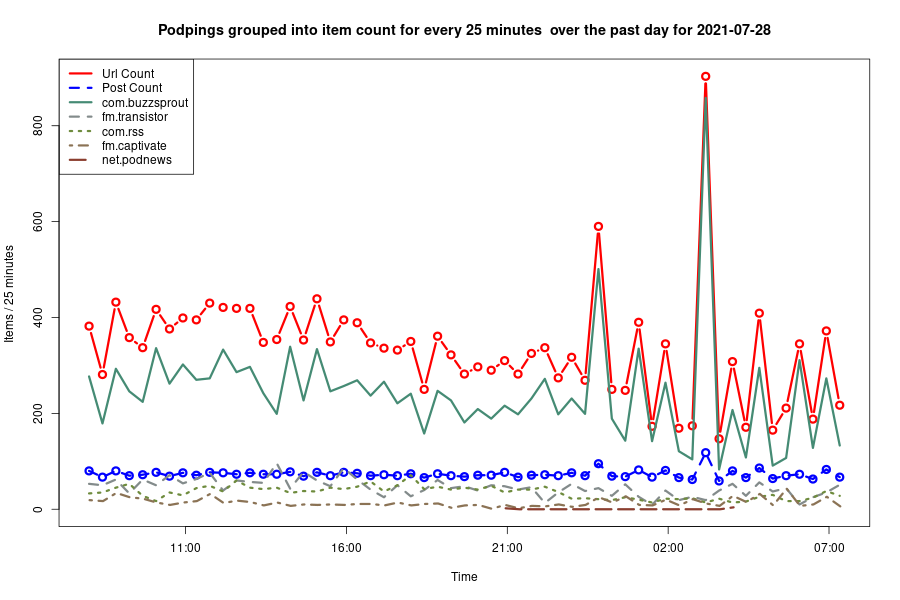 Podpings grouped into item count for every 25 minutes  over the past day for 2021-07-28
Url Count
Post Count
com.buzzsprout
fm.transistor
com.rss
fm.captivate
net.podnews
800
600
400
200
0
Items / 25 minutes
11:00
16:00
21:00
02:00
07:00
Time